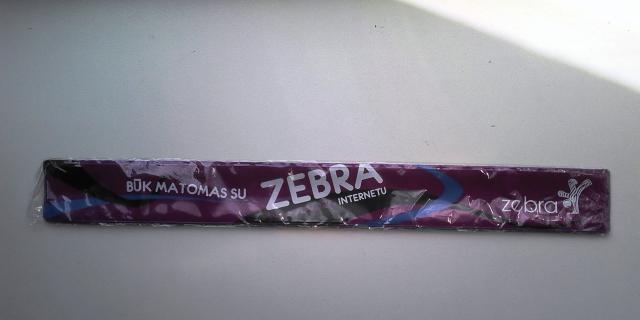 BŪK MATOMAS SU ZEBRA
INTERNETU
zebra